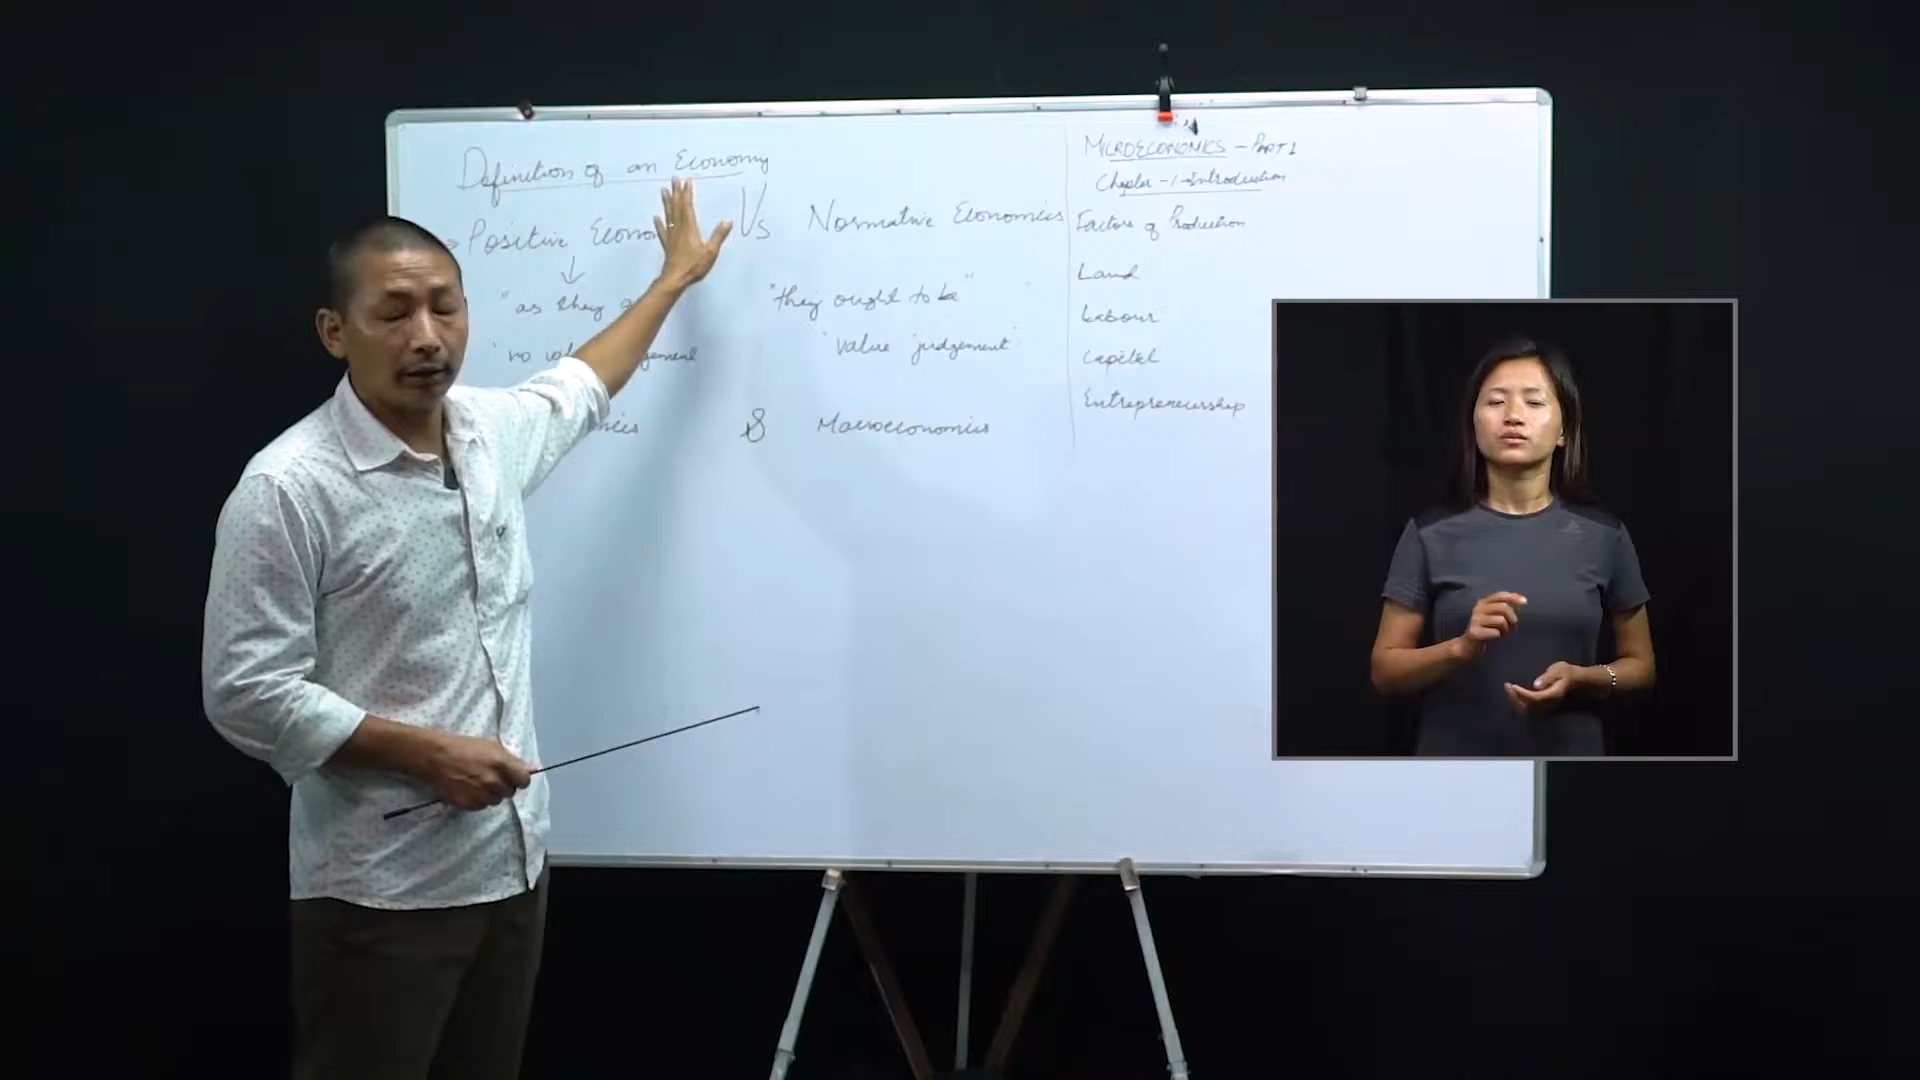 Definition of an Economy
Positive Econo Vs Normative Economics
"as they "they ought to be"
"no "value judgement"
& Macroeconomics
MICROECONOMICS - PART 1
Chapter - 1 - Introduction
Factors of Production
Land
Labour
Capital
Entrepreneurship